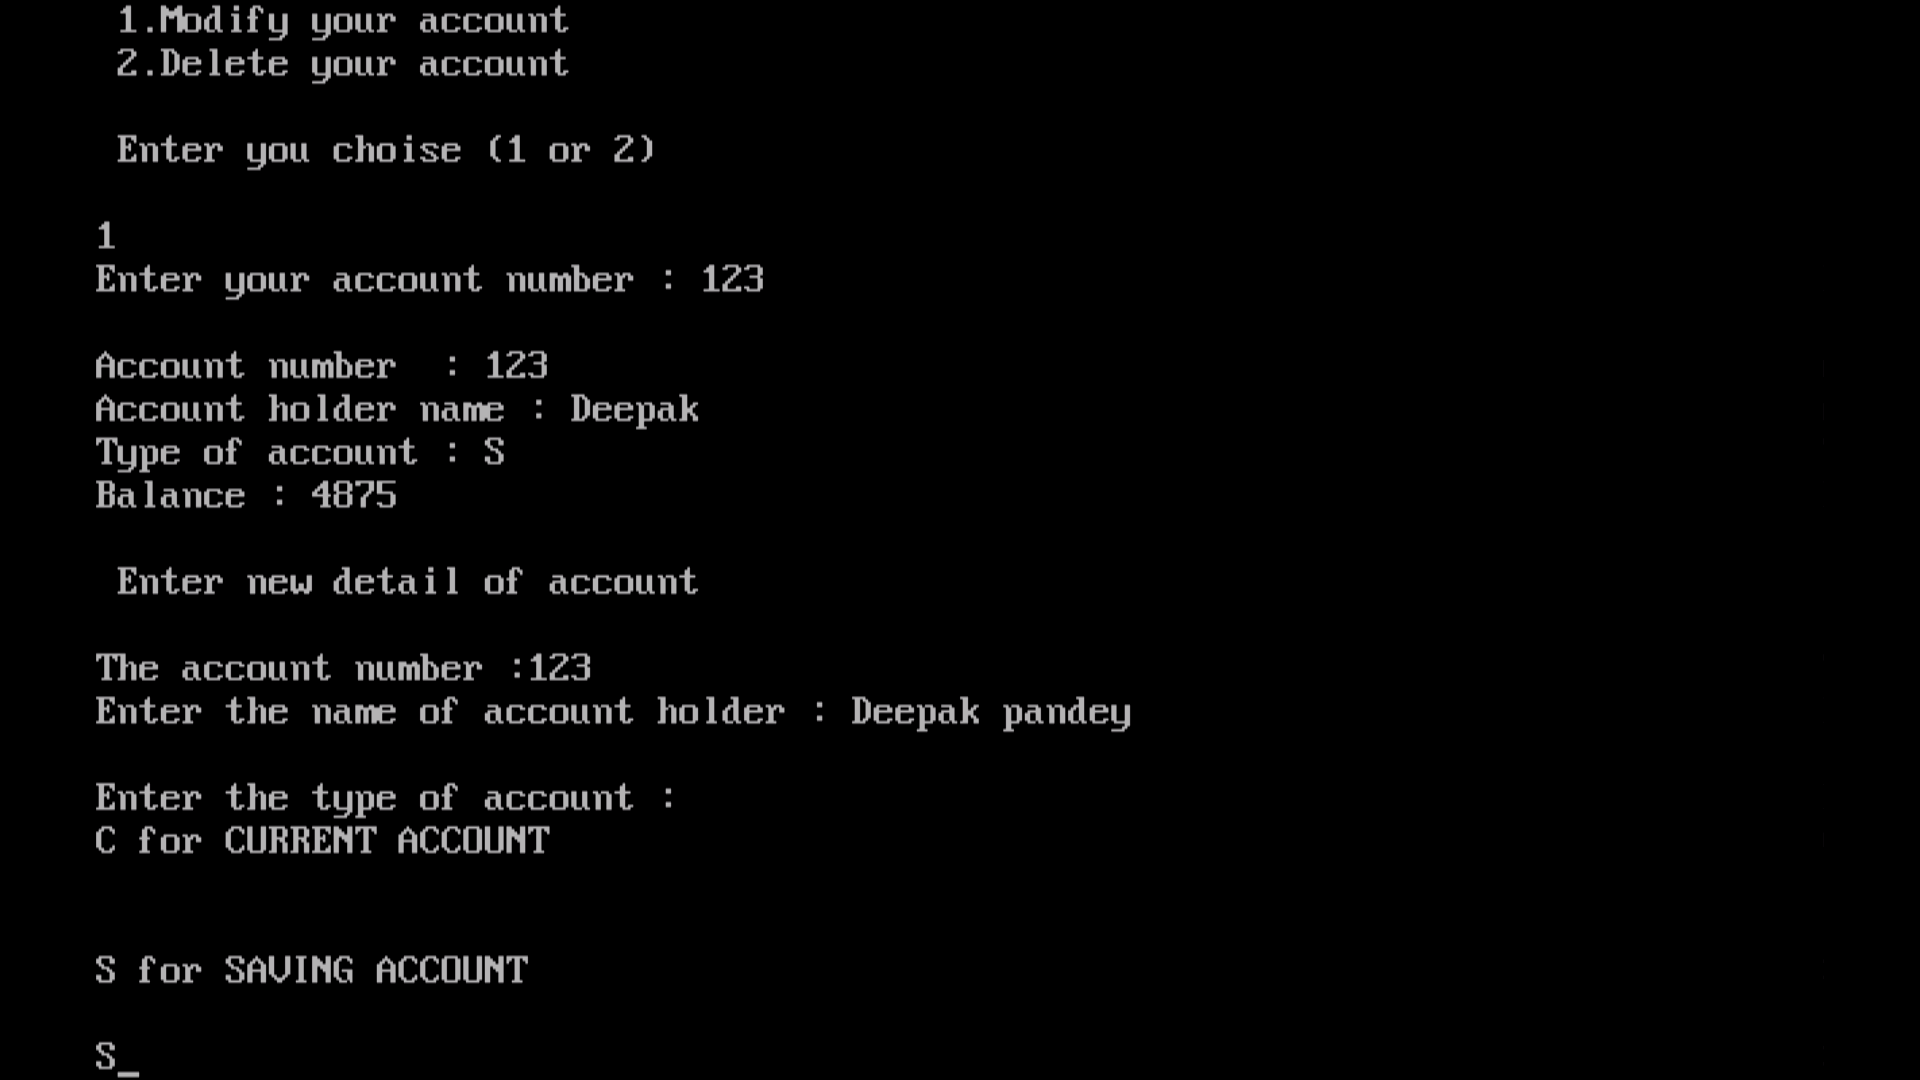 1.Modify your account
2.Delete your account
Enter you choise (1 or 2)
1
Enter your account number : 123
Account number  : 123
Account holder name : Deepak
Type of account : S
Balance : 4875
Enter new detail of account
The account number :123
Enter the name of account holder : Deepak pandey
Enter the type of account :
C for CURRENT ACCOUNT
S for SAVING ACCOUNT
S_